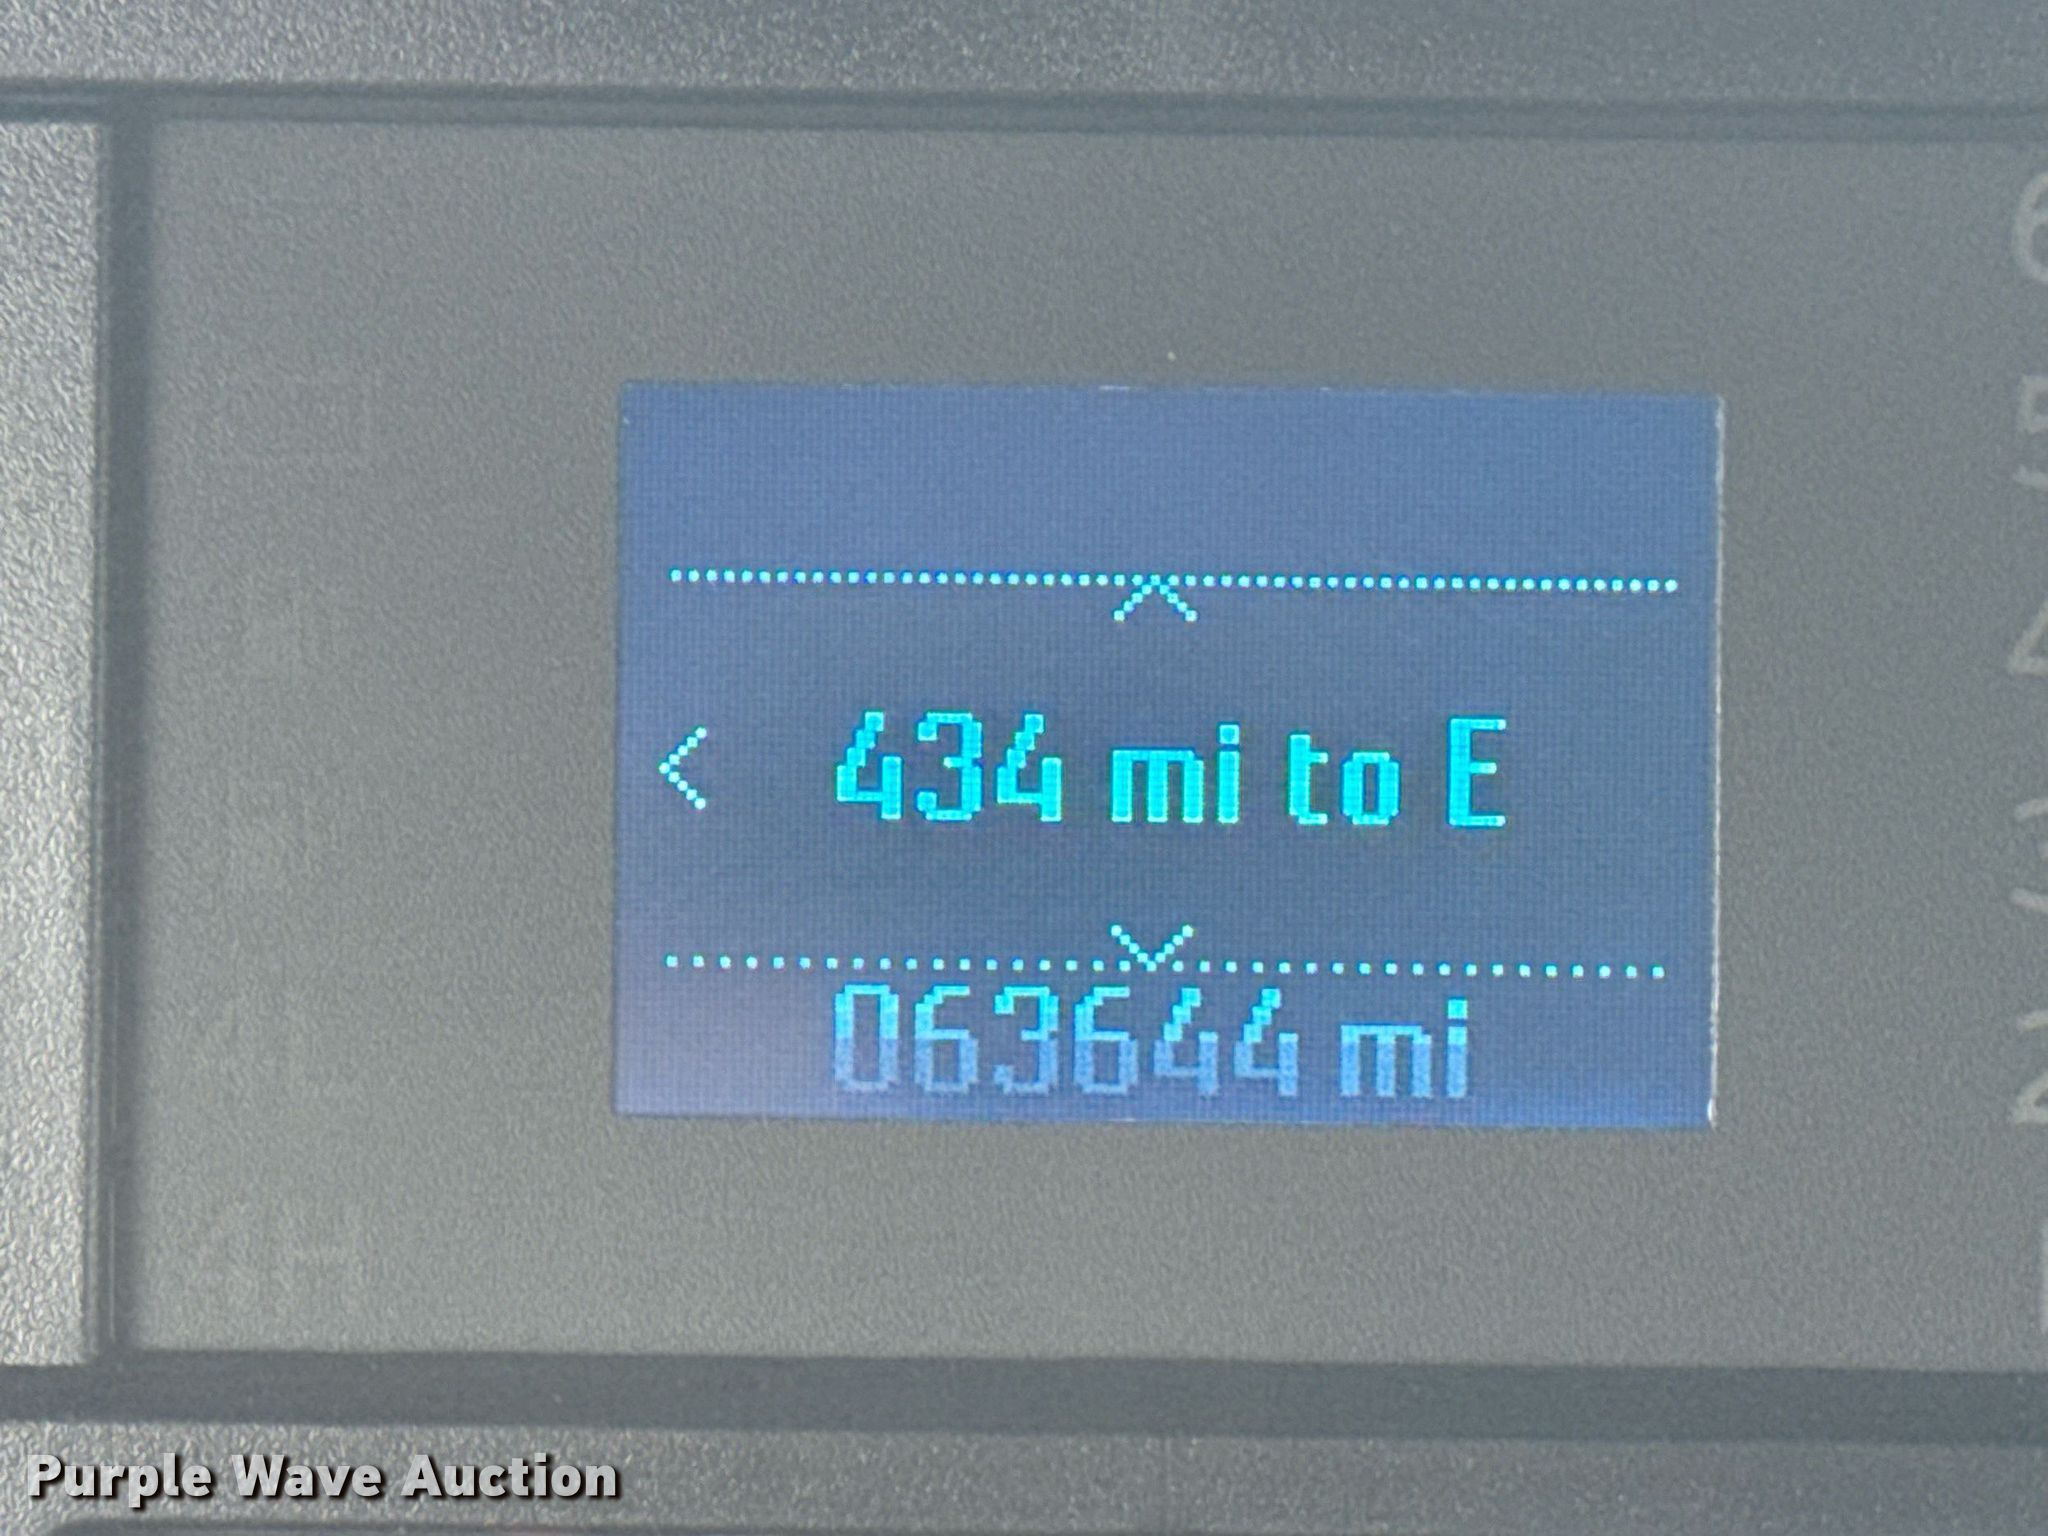 434 mi to E
063644 mi
Purple Wave Auction